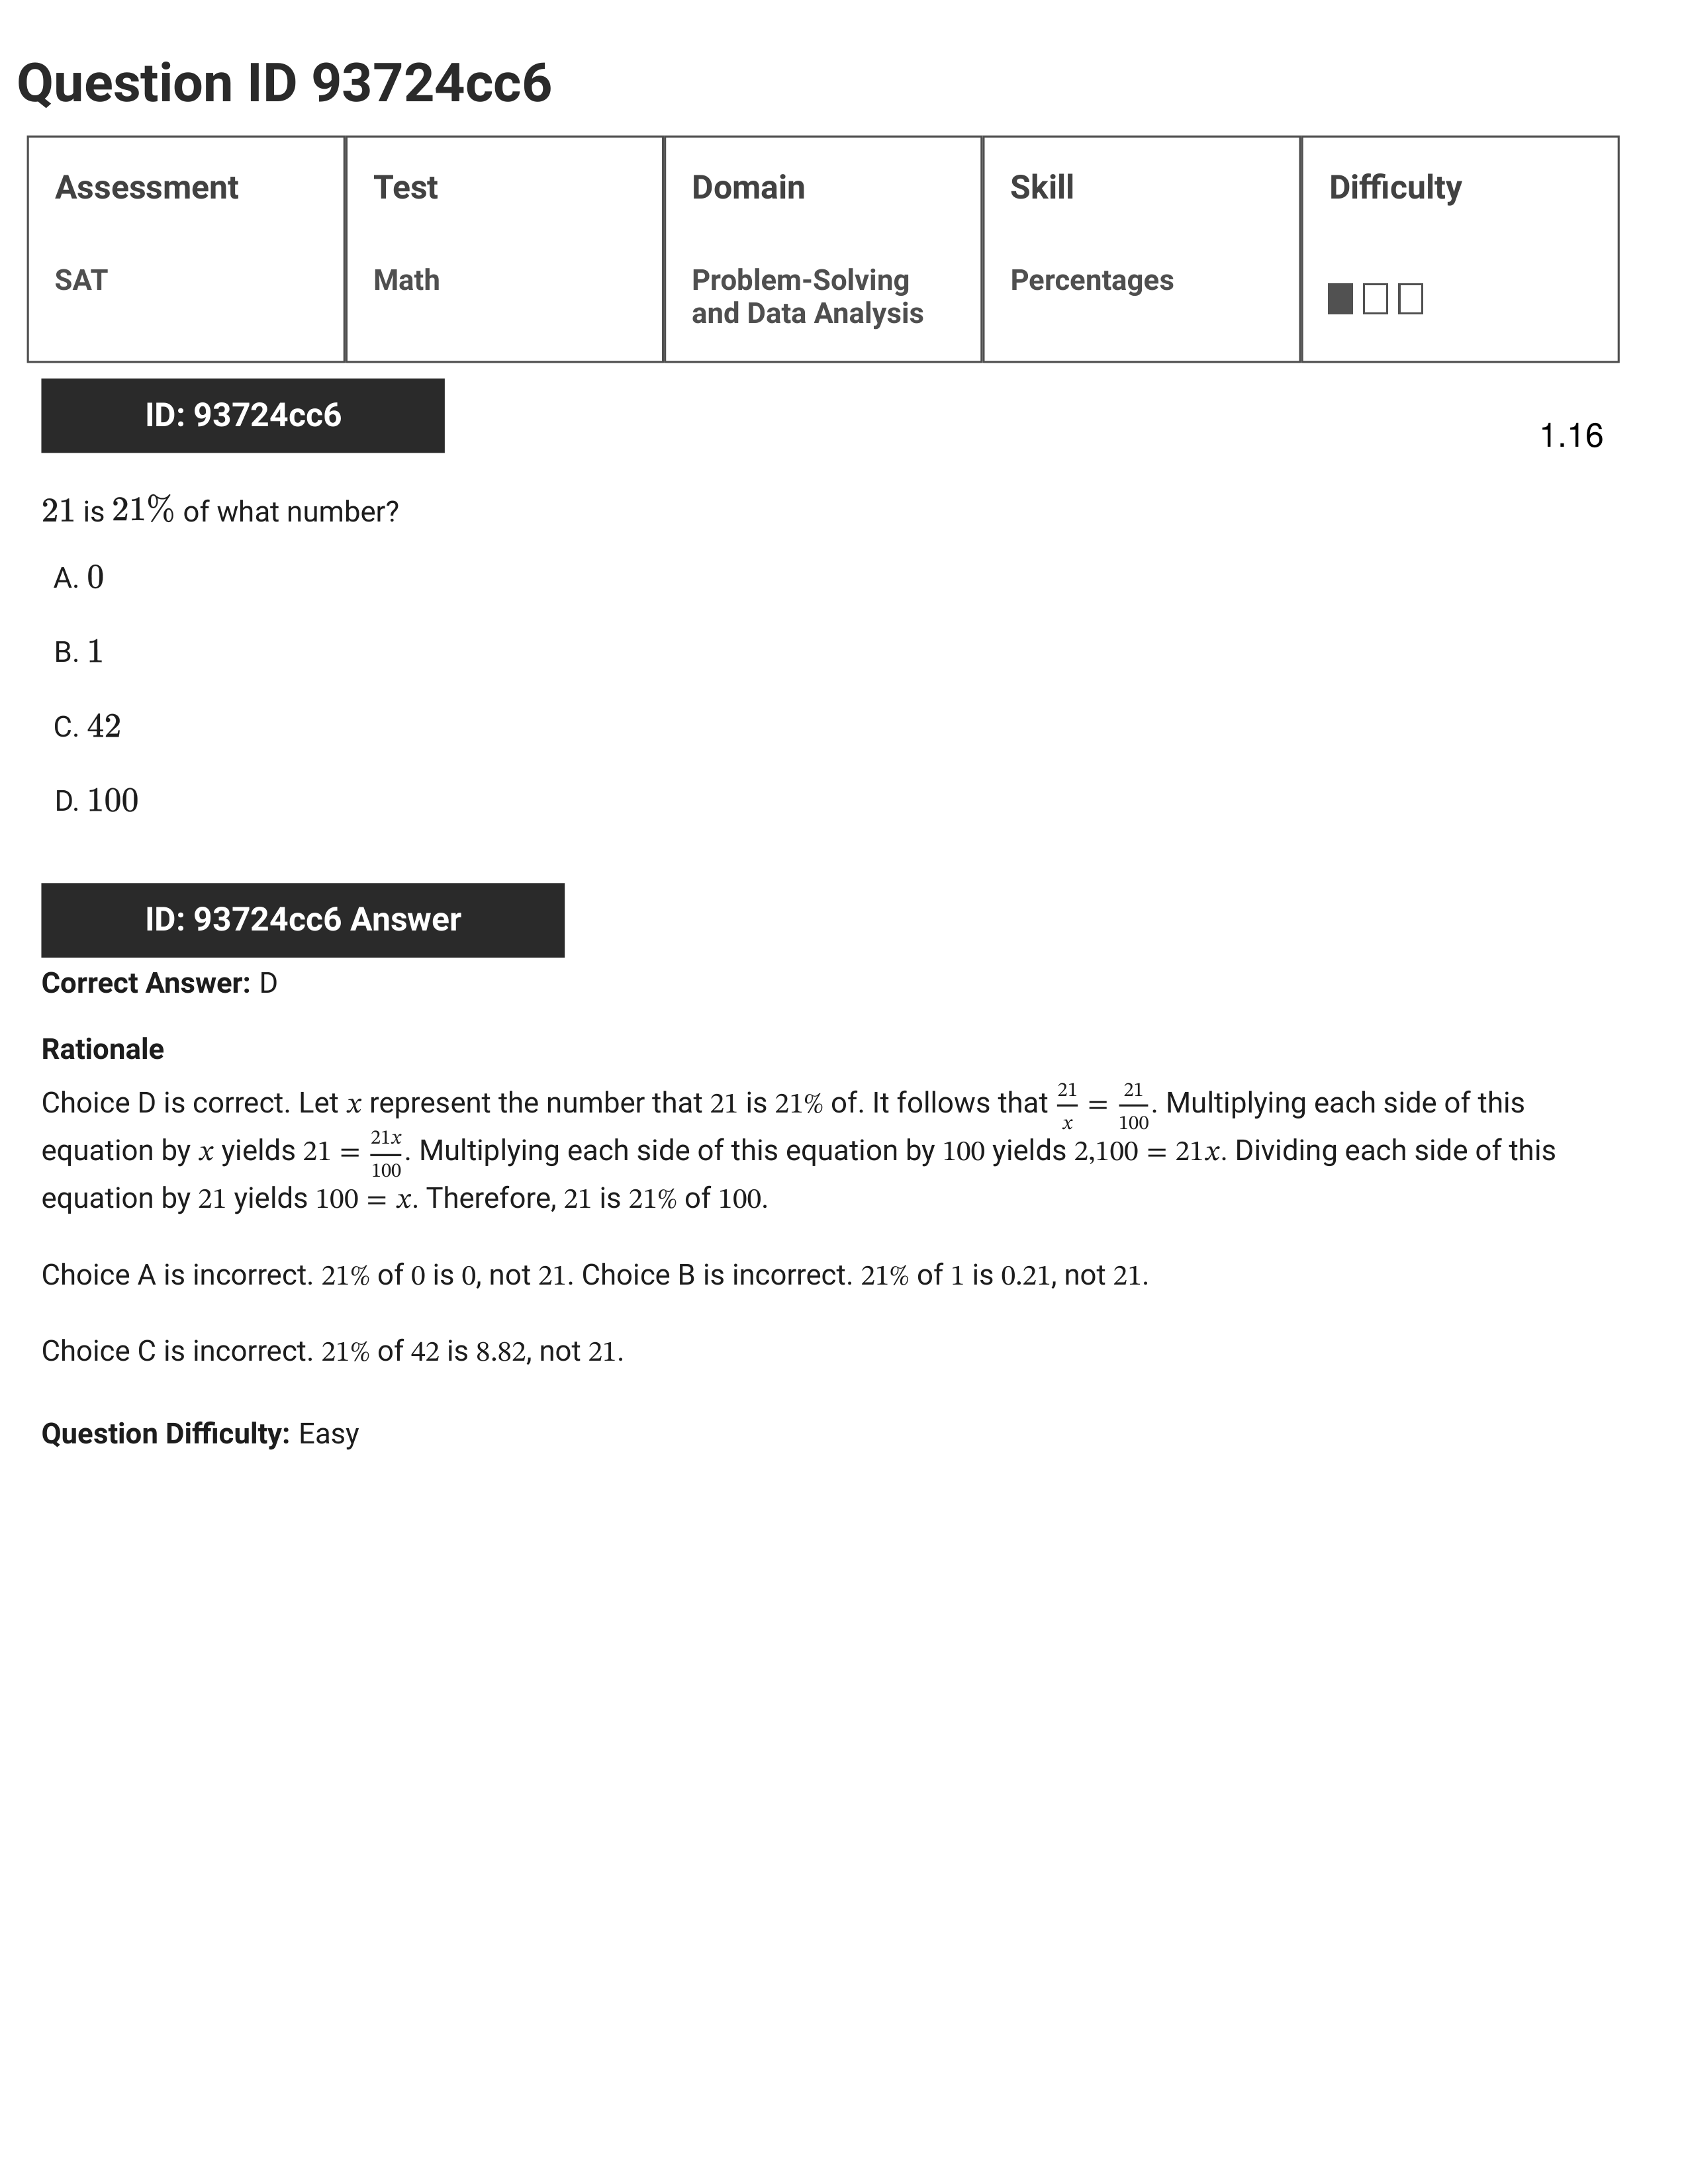 Question ID 93724cc6
Assessment
Test
Domain
Skill
Difficulty
SAT
Math
Problem-Solving
and Data Analysis
Percentages
ID: 93724cc6
1.16
21 is 21% of what number?
A. 0
B. 1
C. 42
D. 100
ID: 93724cc6 Answer
Correct Answer: D
Rationale
Choice D is correct. Let x represent the number that 21 is 21% of. It follows that 21/x = 21/100. Multiplying each side of this
equation by x yields 21 = 21x/100. Multiplying each side of this equation by 100 yields 2,100 = 21x. Dividing each side of this
equation by 21 yields 100 = x. Therefore, 21 is 21% of 100.
Choice A is incorrect. 21% of 0 is 0, not 21. Choice B is incorrect. 21% of 1 is 0.21, not 21.
Choice C is incorrect. 21% of 42 is 8.82, not 21.
Question Difficulty: Easy